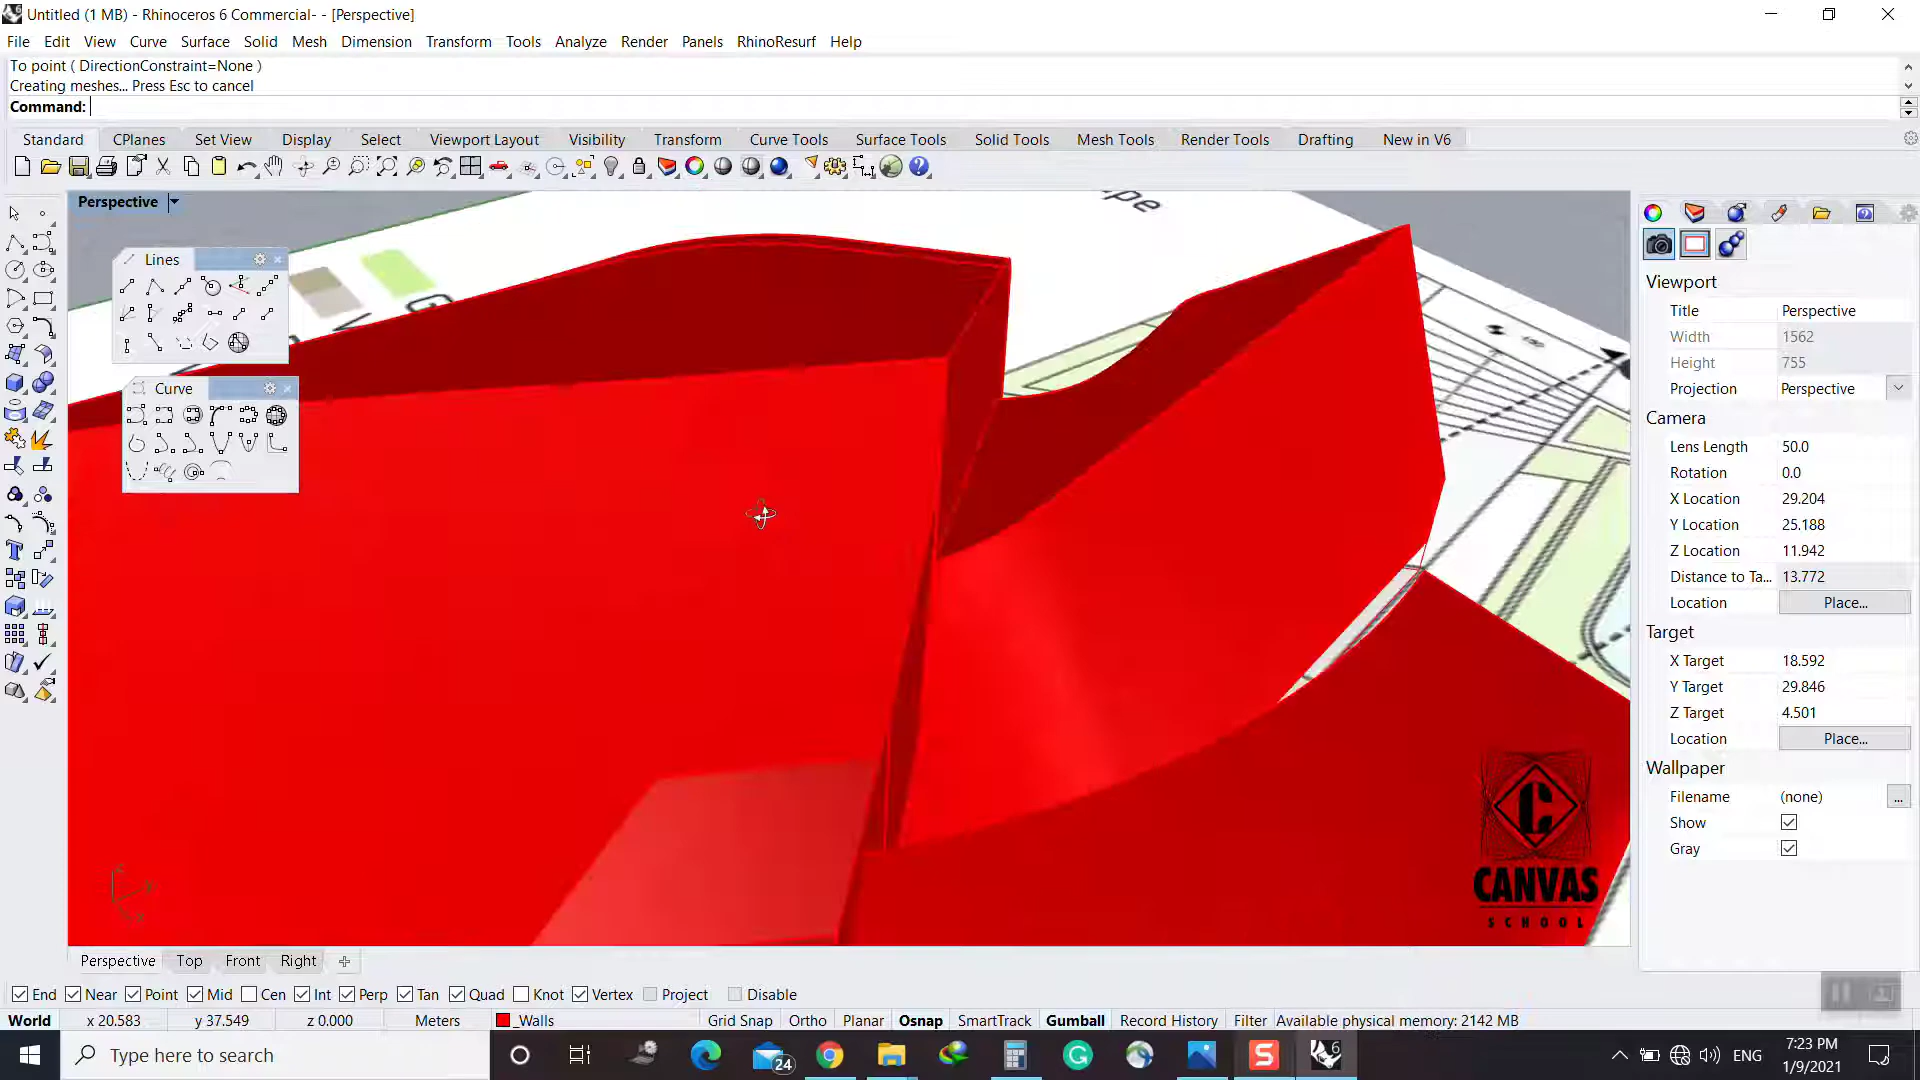 Untitled (1 MB) - Rhinoceros 6 Commercial- - [Perspective]
File Edit View Curve Surface Solid Mesh Dimension Transform Tools Analyze Render Panels RhinoResurf Help
To point ( DirectionConstraint=None )
Creating meshes... Press Esc to cancel
Command:
Standard CPlanes Set View Display Select Viewport Layout Visibility Transform Curve Tools Surface Tools Solid Tools Mesh Tools Render Tools Drafting New in V6
Perspective
Lines
Curve
Viewport
Title Perspective
Width 1562
Height 755
Projection Perspective
Camera
Lens Length 50.0
Rotation 0.0
X Location 29.204
Y Location 25.188
Z Location 11.942
Distance to Ta... 13.772
Location Place...
Target
X Target 18.592
Y Target 29.846
Z Target 4.501
Location Place...
Wallpaper
Filename (none) ...
Show
Gray
CANVAS
SCHOOL
Perspective Top Front Right
End Near Point Mid Cen Int Perp Tan Quad Knot Vertex Project Disable
World x 20.583 y 37.549 z 0.000 Meters _Walls Grid Snap Ortho Planar Osnap SmartTrack Gumball Record History Filter Available physical memory: 2142 MB
Type here to search
24
ENG
7:23 PM
1/9/2021